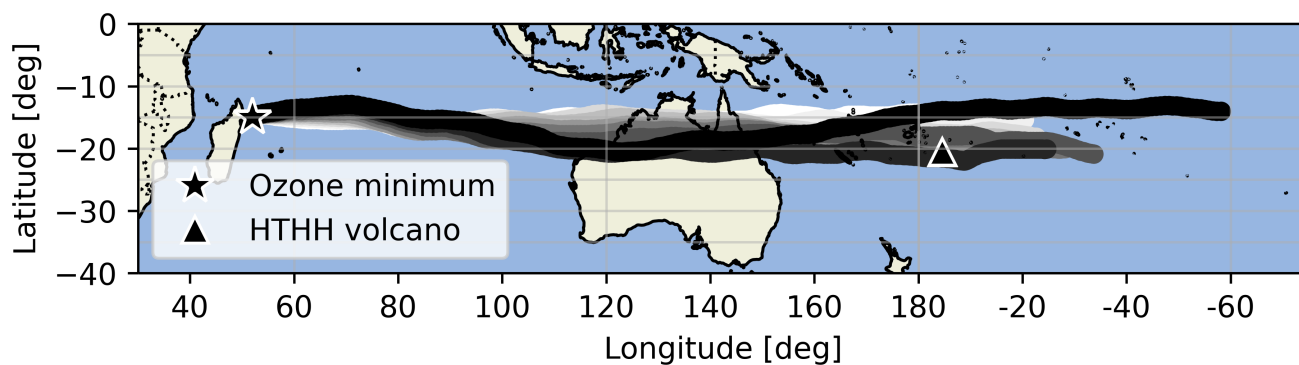 0
−10
−20
−30
−40
Latitude [deg]
Ozone minimum
HTHH volcano
40 60 80 100 120 140 160 180 -20 -40 -60
Longitude [deg]